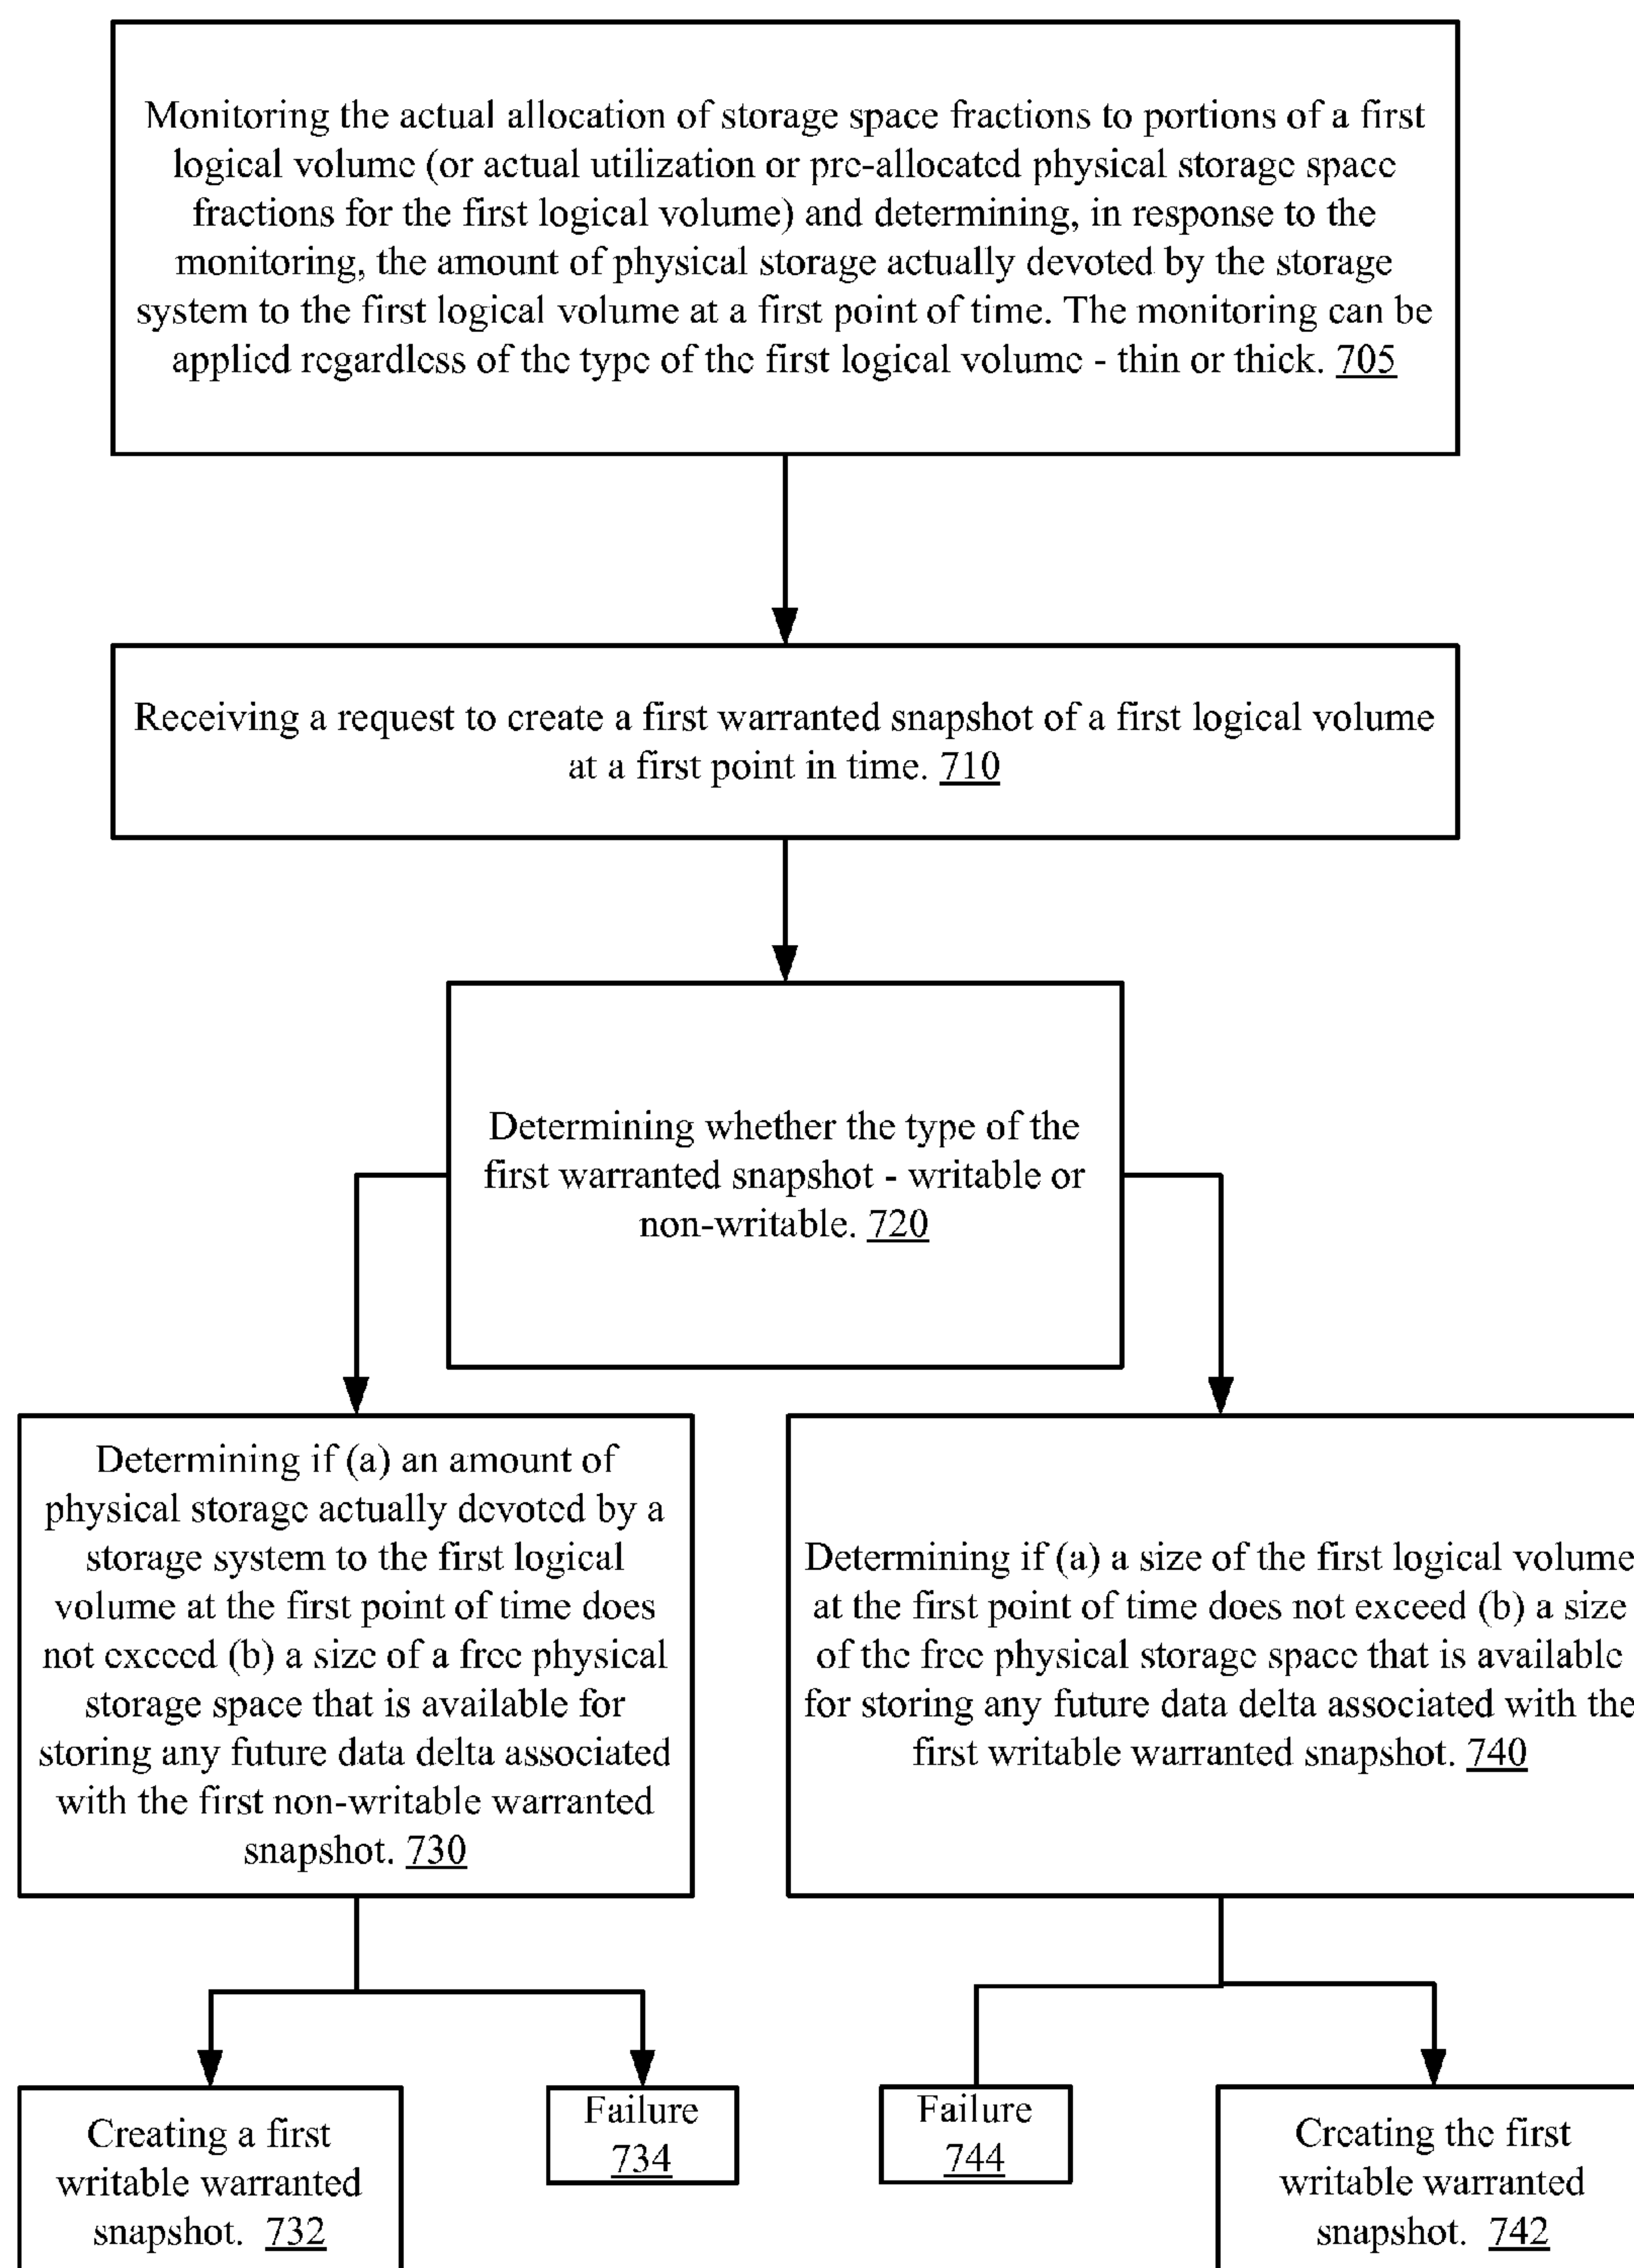 Monitoring the actual allocation of storage space fractions to portions of a first
logical volume (or actual utilization or pre-allocated physical storage space
fractions for the first logical volume) and determining, in response to the
monitoring, the amount of physical storage actually devoted by the storage
system to the first logical volume at a first point of time. The monitoring can be
applied regardless of the type of the first logical volume - thin or thick. 705
Receiving a request to create a first warranted snapshot of a first logical volume
at a first point in time. 710
Determining whether the type of the
first warranted snapshot - writable or
non-writable. 720
Determining if (a) an amount of
physical storage actually devoted by a
storage system to the first logical
volume at the first point of time does
not exceed (b) a size of a free physical
storage space that is available for
storing any future data delta associated
with the first non-writable warranted
snapshot. 730
Determining if (a) a size of the first logical volume
at the first point of time does not exceed (b) a size
of the free physical storage space that is available
for storing any future data delta associated with the
first writable warranted snapshot. 740
Creating a first
writable warranted
snapshot. 732
Failure
734
Failure
744
Creating the first
writable warranted
snapshot. 742